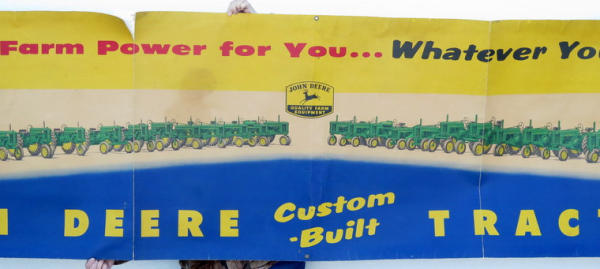 Farm Power for You... Whatever You
JOHN DEERE
QUALITY FARM
EQUIPMENT
DEERE Custom
-Built TRACT